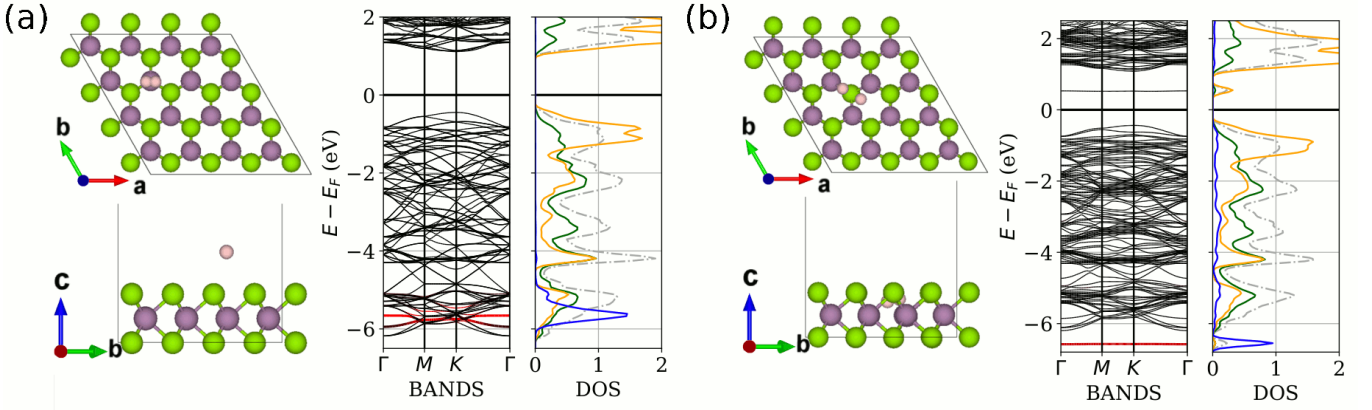 (a)
b
a
c
b
E − E_F (eV)
2
0
−2
−4
−6
Γ M K Γ
BANDS
0 1 2
DOS
(b)
b
a
c
b
E − E_F (eV)
2
0
−2
−4
−6
Γ M K Γ
BANDS
0 1 2
DOS